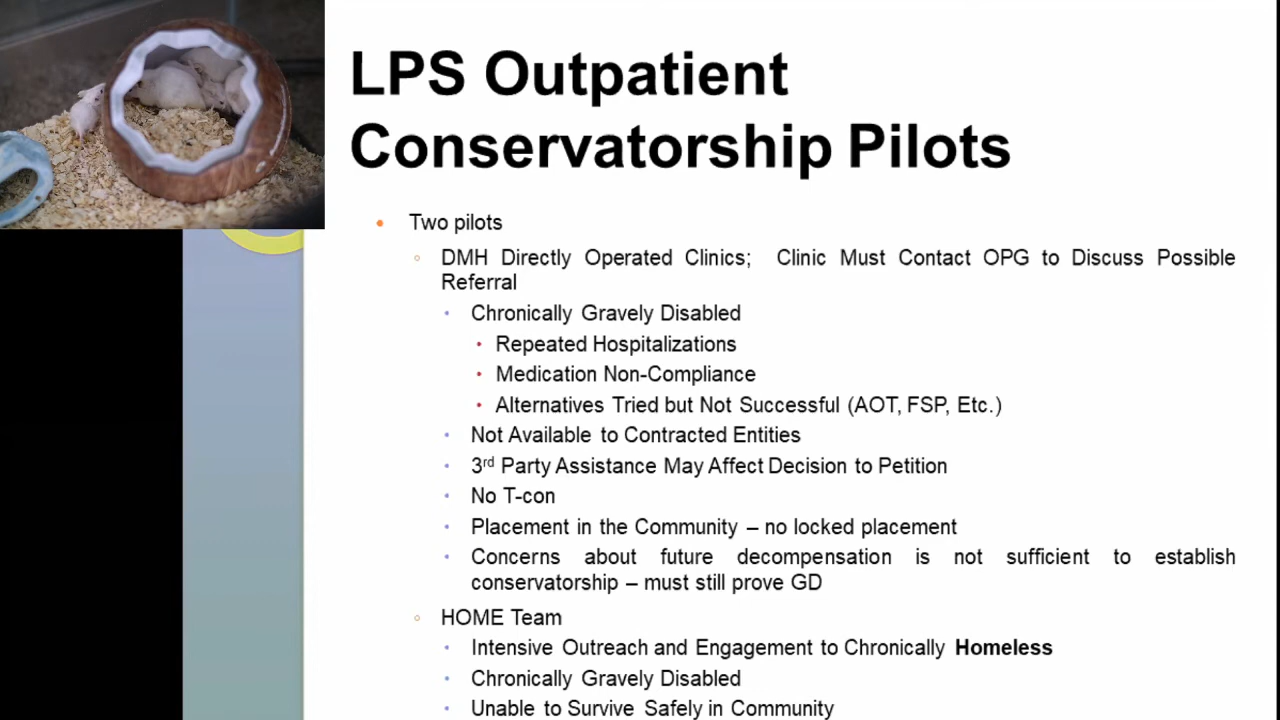 LPS Outpatient
Conservatorship Pilots
• Two pilots
◦ DMH Directly Operated Clinics; Clinic Must Contact OPG to Discuss Possible
Referral
• Chronically Gravely Disabled
• Repeated Hospitalizations
• Medication Non-Compliance
• Alternatives Tried but Not Successful (AOT, FSP, Etc.)
• Not Available to Contracted Entities
• 3rd Party Assistance May Affect Decision to Petition
• No T-con
• Placement in the Community – no locked placement
• Concerns about future decompensation is not sufficient to establish
conservatorship – must still prove GD
◦ HOME Team
• Intensive Outreach and Engagement to Chronically Homeless
• Chronically Gravely Disabled
• Unable to Survive Safely in Community